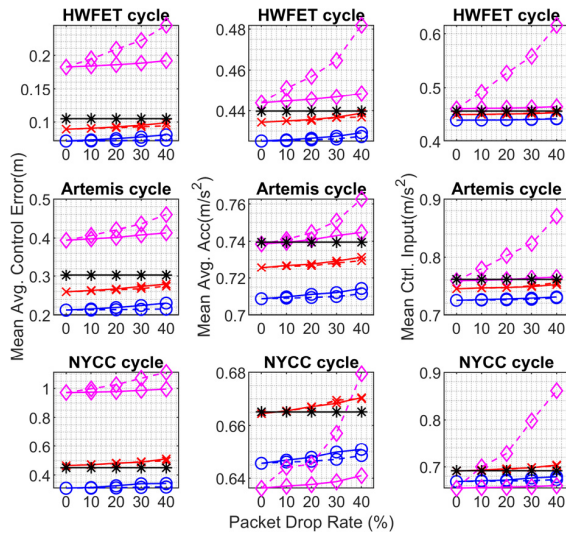 HWFET cycle HWFET cycle HWFET cycle
0.2
0.15
0.1
0 10 20 30 40
0.48
0.46
0.44
0 10 20 30 40
0.6
0.5
0.4
0 10 20 30 40
Mean Avg. Control Error(m)
Mean Avg. Acc(m/s²)
Mean Ctrl. Input(m/s²)
Artemis cycle Artemis cycle Artemis cycle
0.5
0.4
0.3
0.2
0 10 20 30 40
0.76
0.74
0.72
0.7
0 10 20 30 40
0.9
0.8
0.7
0 10 20 30 40
NYCC cycle NYCC cycle NYCC cycle
1
0.8
0.6
0.4
0 10 20 30 40
0.68
0.66
0.64
0 10 20 30 40
0.9
0.8
0.7
0 10 20 30 40
Packet Drop Rate (%)